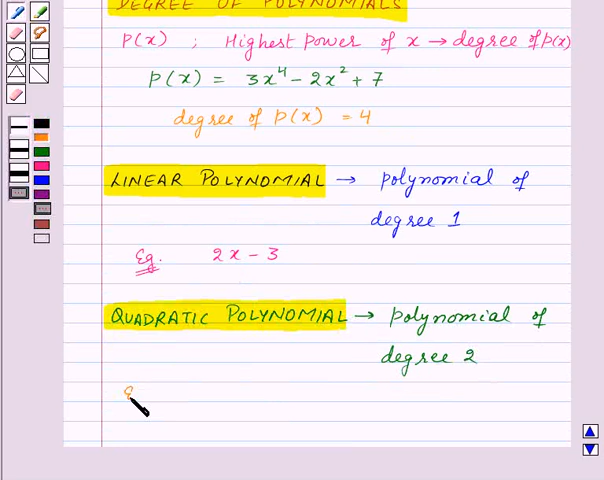 DEGREE OF POLYNOMIALS
P(x) ; Highest Power of x → degree of p(x)
P(x) = 3x⁴ - 2x² + 7
degree of P(x) = 4
LINEAR POLYNOMIAL → polynomial of
degree 1
Eg. 2x - 3
QUADRATIC POLYNOMIAL → polynomial of
degree 2